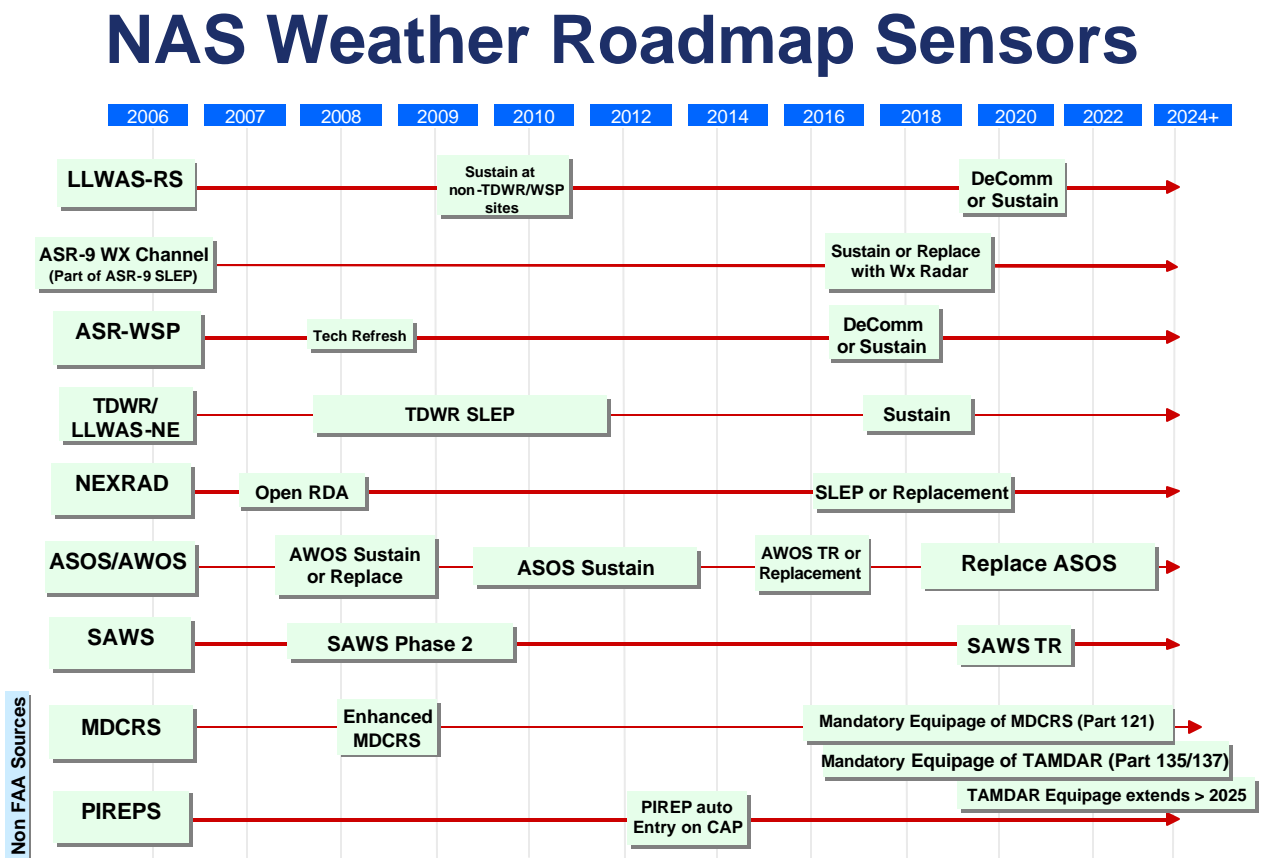 NAS Weather Roadmap Sensors
2006 2007 2008 2009 2010 2012 2014 2016 2018 2020 2022 2024+
LLWAS-RS
Sustain at
non-TDWR/WSP
sites
DeComm
or Sustain
ASR-9 WX Channel
(Part of ASR-9 SLEP)
Sustain or Replace
with Wx Radar
ASR-WSP
Tech Refresh
DeComm
or Sustain
TDWR/
LLWAS-NE
TDWR SLEP
Sustain
NEXRAD
Open RDA
SLEP or Replacement
ASOS/AWOS
AWOS Sustain
or Replace
ASOS Sustain
AWOS TR or
Replacement
Replace ASOS
SAWS
SAWS Phase 2
SAWS TR
Non FAA Sources
MDCRS
Enhanced
MDCRS
Mandatory Equipage of MDCRS (Part 121)
Mandatory Equipage of TAMDAR (Part 135/137)
TAMDAR Equipage extends > 2025
PIREPS
PIREP auto
Entry on CAP